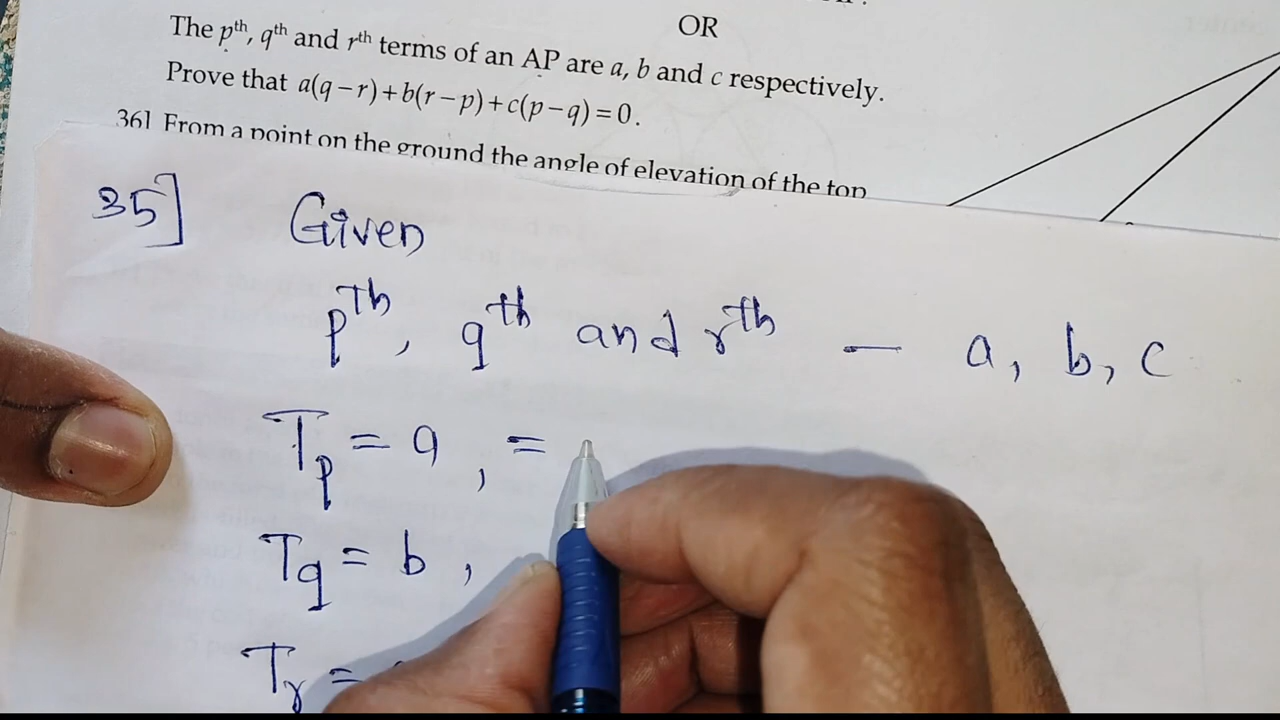 OR
The pᵗʰ, qᵗʰ and rᵗʰ terms of an AP are a, b and c respectively.
Prove that a(q−r)+b(r−p)+c(p−q)=0.
36] From a point on the ground the angle of elevation of the top
35] Given
pᵗʰ, qᵗʰ and rᵗʰ — a, b, c
Tₚ = a, =
T_q = b,
Tᵣ =